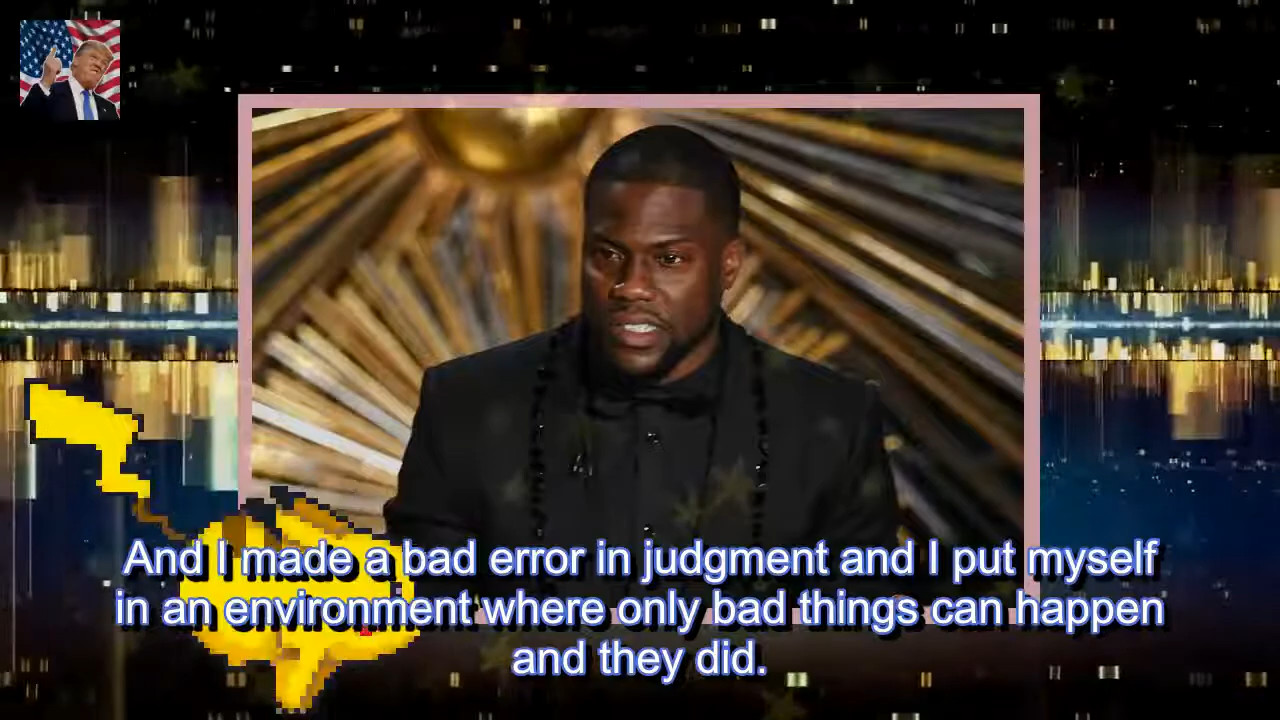 And I made a bad error in judgment and I put myself
in an environment where only bad things can happen
and they did.